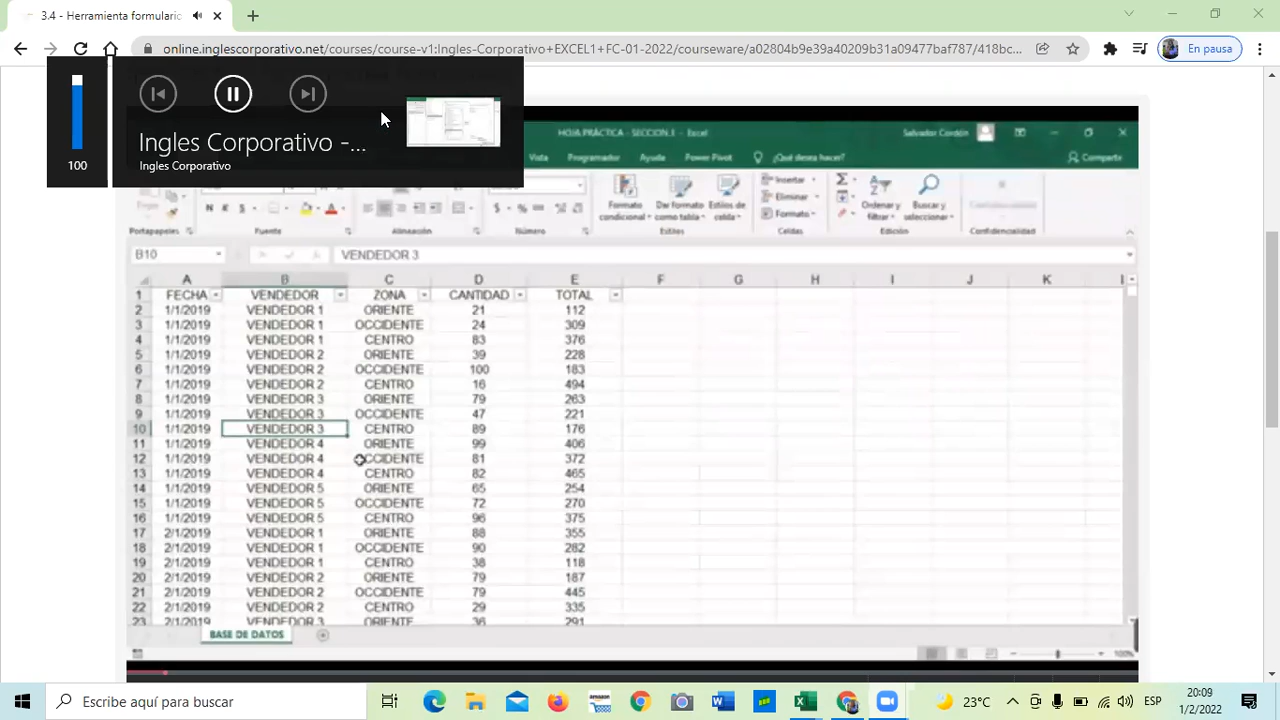 3.4 -
online.inglescorporativo.net/courses/course-v1:Ingles-Corporativo+EXCEL1+FC-01-2022/courseware/a02804b9e39a40209b31a09477baf787/418bc...
En pausa
100
Ingles Corporativo -...
Ingles Corporativo
HOJA PRÁCTICA - SECCION 3 - Excel
Salvador Cordón
Vista Programador Ayuda Power Pivot ¿Qué desea hacer? Compartir
N K S
Formato condicional Dar formato como tabla Estilos de celda
Insertar
Eliminar
Formato
Ordenar y filtrar Buscar y seleccionar
Portapapeles Fuente Alineación Número Estilos Celdas Edición Confidencialidad
B10 VENDEDOR 3
A B C D E F G H I J K
1 FECHA VENDEDOR ZONA CANTIDAD TOTAL
2 1/1/2019 VENDEDOR 1 ORIENTE 21 112
3 1/1/2019 VENDEDOR 1 OCCIDENTE 24 309
4 1/1/2019 VENDEDOR 1 CENTRO 83 376
5 1/1/2019 VENDEDOR 2 ORIENTE 39 228
6 1/1/2019 VENDEDOR 2 OCCIDENTE 100 183
7 1/1/2019 VENDEDOR 2 CENTRO 16 494
8 1/1/2019 VENDEDOR 3 ORIENTE 79 263
9 1/1/2019 VENDEDOR 3 OCCIDENTE 47 221
10 1/1/2019 VENDEDOR 3 CENTRO 89 176
11 1/1/2019 VENDEDOR 4 ORIENTE 99 406
12 1/1/2019 VENDEDOR 4 OCCIDENTE 81 372
13 1/1/2019 VENDEDOR 4 CENTRO 82 465
14 1/1/2019 VENDEDOR 5 ORIENTE 65 254
15 1/1/2019 VENDEDOR 5 OCCIDENTE 72 270
16 1/1/2019 VENDEDOR 5 CENTRO 96 375
17 2/1/2019 VENDEDOR 1 ORIENTE 88 355
18 2/1/2019 VENDEDOR 1 OCCIDENTE 90 282
19 2/1/2019 VENDEDOR 1 CENTRO 38 118
20 2/1/2019 VENDEDOR 2 ORIENTE 79 187
21 2/1/2019 VENDEDOR 2 OCCIDENTE 79 445
22 2/1/2019 VENDEDOR 2 CENTRO 29 335
23 2/1/2019 VENDEDOR 3 ORIENTE 36 291
BASE DE DATOS
100%
Escribe aquí para buscar
23°C
ESP
20:09
1/2/2022